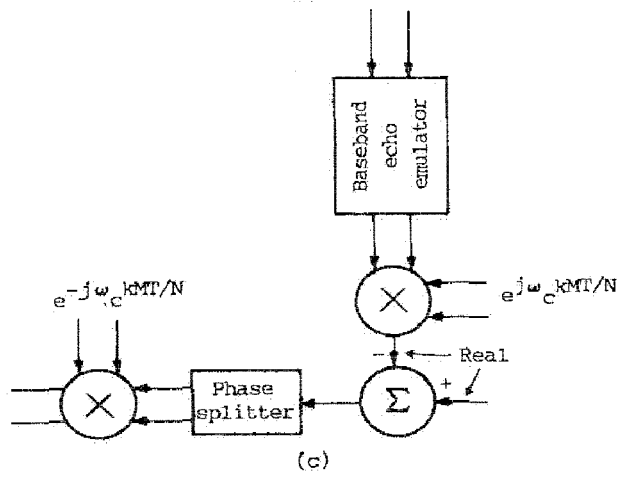 Baseband
echo
emulator
e^-jω_c kMT/N
×
e^jω_c kMT/N
-
Real
+
Phase
splitter
×
Σ
(c)